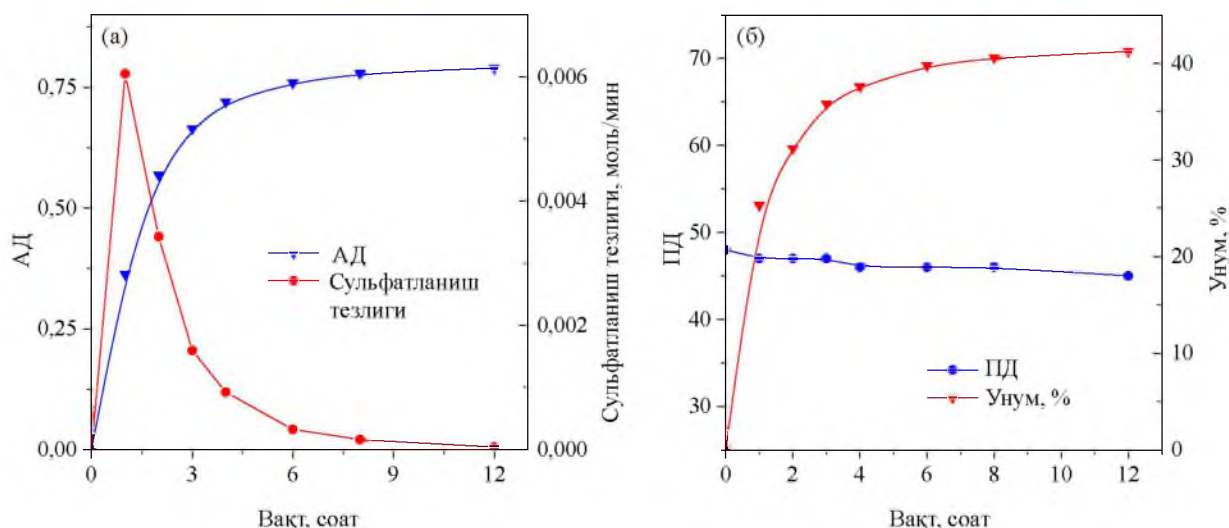 (а)
0,75
0,50
0,25
0,00
АД
0,006
0,004
0,002
0,000
Сульфатланиш тезлиги, моль/мин
АД
Сульфатланиш
тезлиги
0 3 6 9 12
Вақт, соат
(б)
70
60
50
40
30
ПД
40
30
20
10
0
Унум, %
ПД
Унум, %
0 2 4 6 8 10 12
Вақт, соат